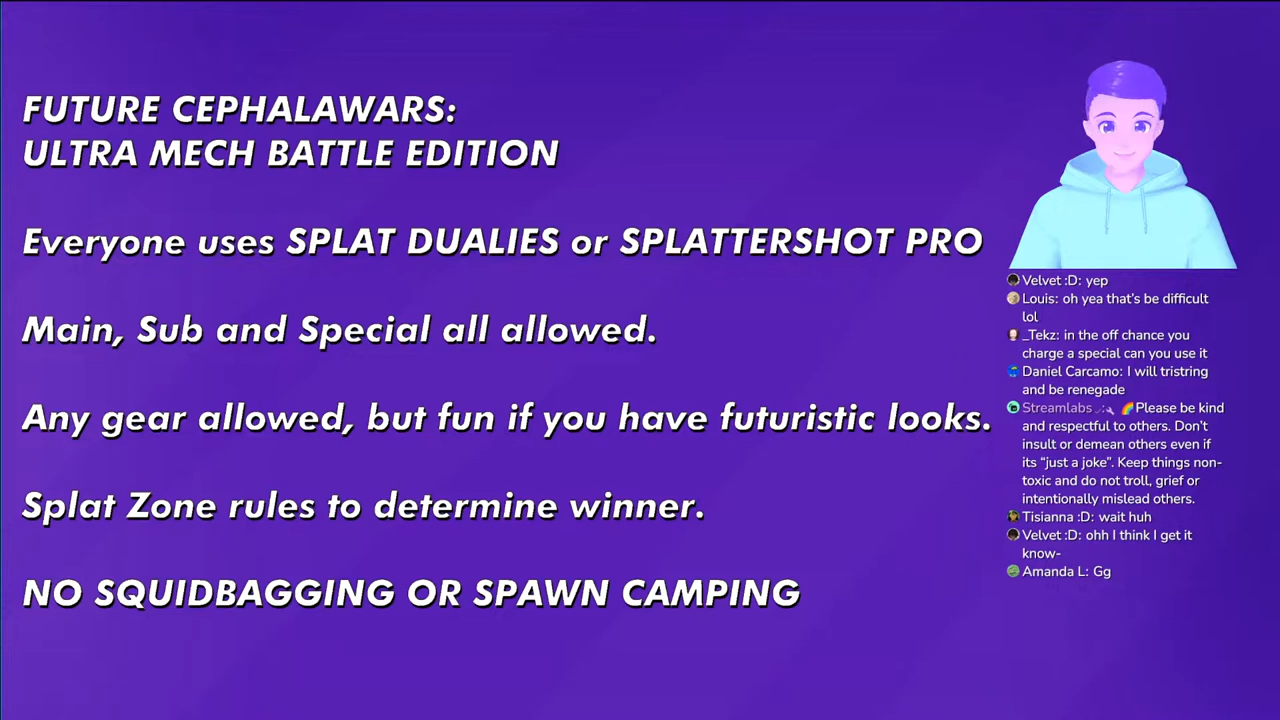 FUTURE CEPHALAWARS:
ULTRA MECH BATTLE EDITION
Everyone uses SPLAT DUALIES or SPLATTERSHOT PRO
Main, Sub and Special all allowed.
Any gear allowed, but fun if you have futuristic looks.
Splat Zone rules to determine winner.
NO SQUIDBAGGING OR SPAWN CAMPING
Velvet :D: yep
Louis: oh yea that's be difficult
lol
_Tekz: in the off chance you
charge a special can you use it
Daniel Carcamo: I will tristring
and be renegade
Streamlabs 🌈Please be kind
and respectful to others. Don't
insult or demean others even if
its “just a joke”. Keep things non-
toxic and do not troll, grief or
intentionally mislead others.
Tisianna :D: wait huh
Velvet :D: ohh I think I get it
know-
Amanda L: Gg